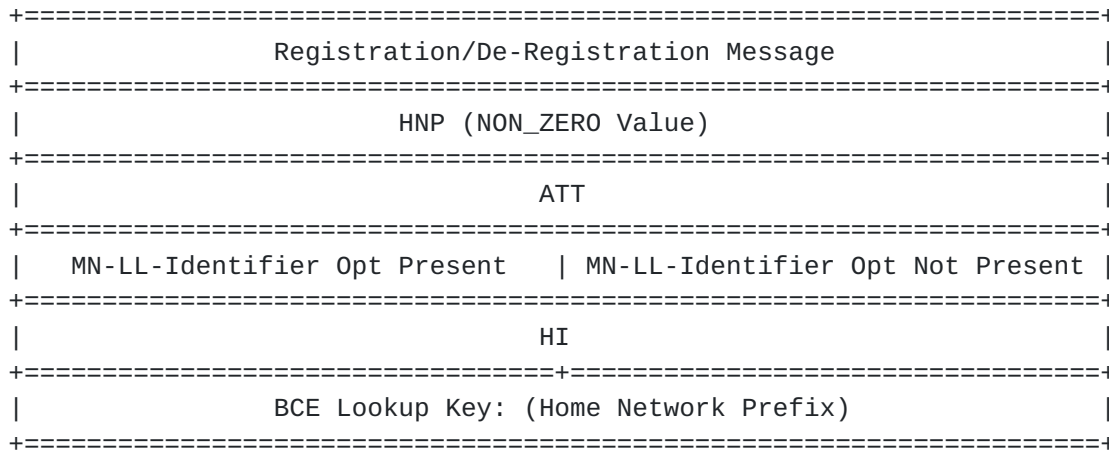 +=====================================================================+
| Registration/De-Registration Message |
+=====================================================================+
| HNP (NON_ZERO Value) |
+=====================================================================+
| ATT |
+=====================================================================+
| MN-LL-Identifier Opt Present | MN-LL-Identifier Opt Not Present |
+=====================================================================+
| HI |
+==================================+==================================+
| BCE Lookup Key: (Home Network Prefix) |
+=====================================================================+